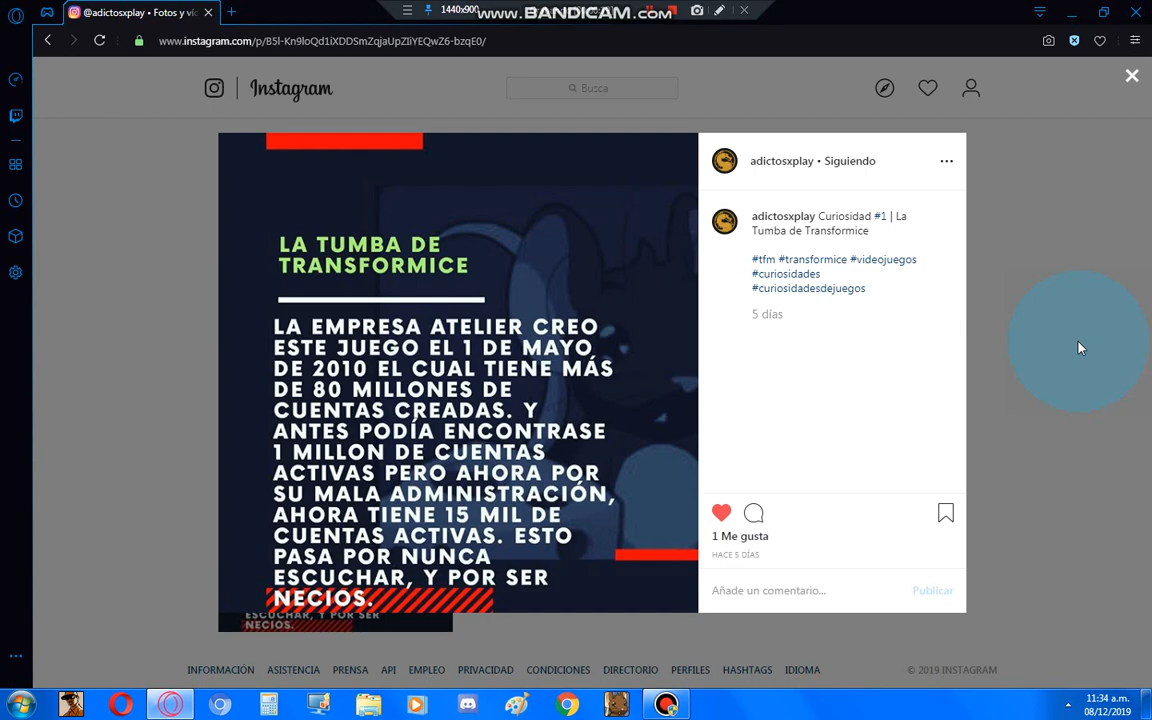 @adictosxplay • Fotos y vi
1440x900
www.BANDICAM.com
www.instagram.com/p/B5l-Kn9loQd1iXDDSmZqjaUpZIiYEQwZ6-bzqE0/
Instagram
Busca
LA TUMBA DE
TRANSFORMICE
LA EMPRESA ATELIER CREO
ESTE JUEGO EL 1 DE MAYO
DE 2010 EL CUAL TIENE MÁS
DE 80 MILLONES DE
CUENTAS CREADAS. Y
ANTES PODÍA ENCONTRASE
1 MILLON DE CUENTAS
ACTIVAS PERO AHORA POR
SU MALA ADMINISTRACIÓN,
AHORA TIENE 15 MIL DE
CUENTAS ACTIVAS. ESTO
PASA POR NUNCA
ESCUCHAR, Y POR SER
NECIOS.
ESCUCHAR, Y POR SER
NECIOS.
adictosxplay • Siguiendo
adictosxplay Curiosidad #1 | La
Tumba de Transformice
#tfm #transformice #videojuegos
#curiosidades
#curiosidadesdejuegos
5 días
1 Me gusta
HACE 5 DÍAS
Añade un comentario...
Publicar
INFORMACIÓN ASISTENCIA PRENSA API EMPLEO PRIVACIDAD CONDICIONES DIRECTORIO PERFILES HASHTAGS IDIOMA © 2019 INSTAGRAM
11:34 a.m.
08/12/2019